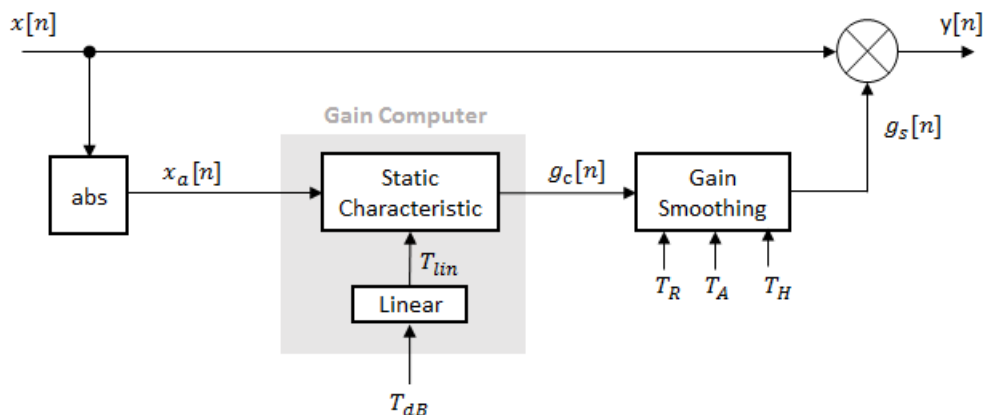 x[n]
y[n]
Gain Computer
g_s[n]
abs
x_a[n]
Static
Characteristic
g_c[n]
Gain
Smoothing
T_lin
T_R
T_A
T_H
Linear
T_dB